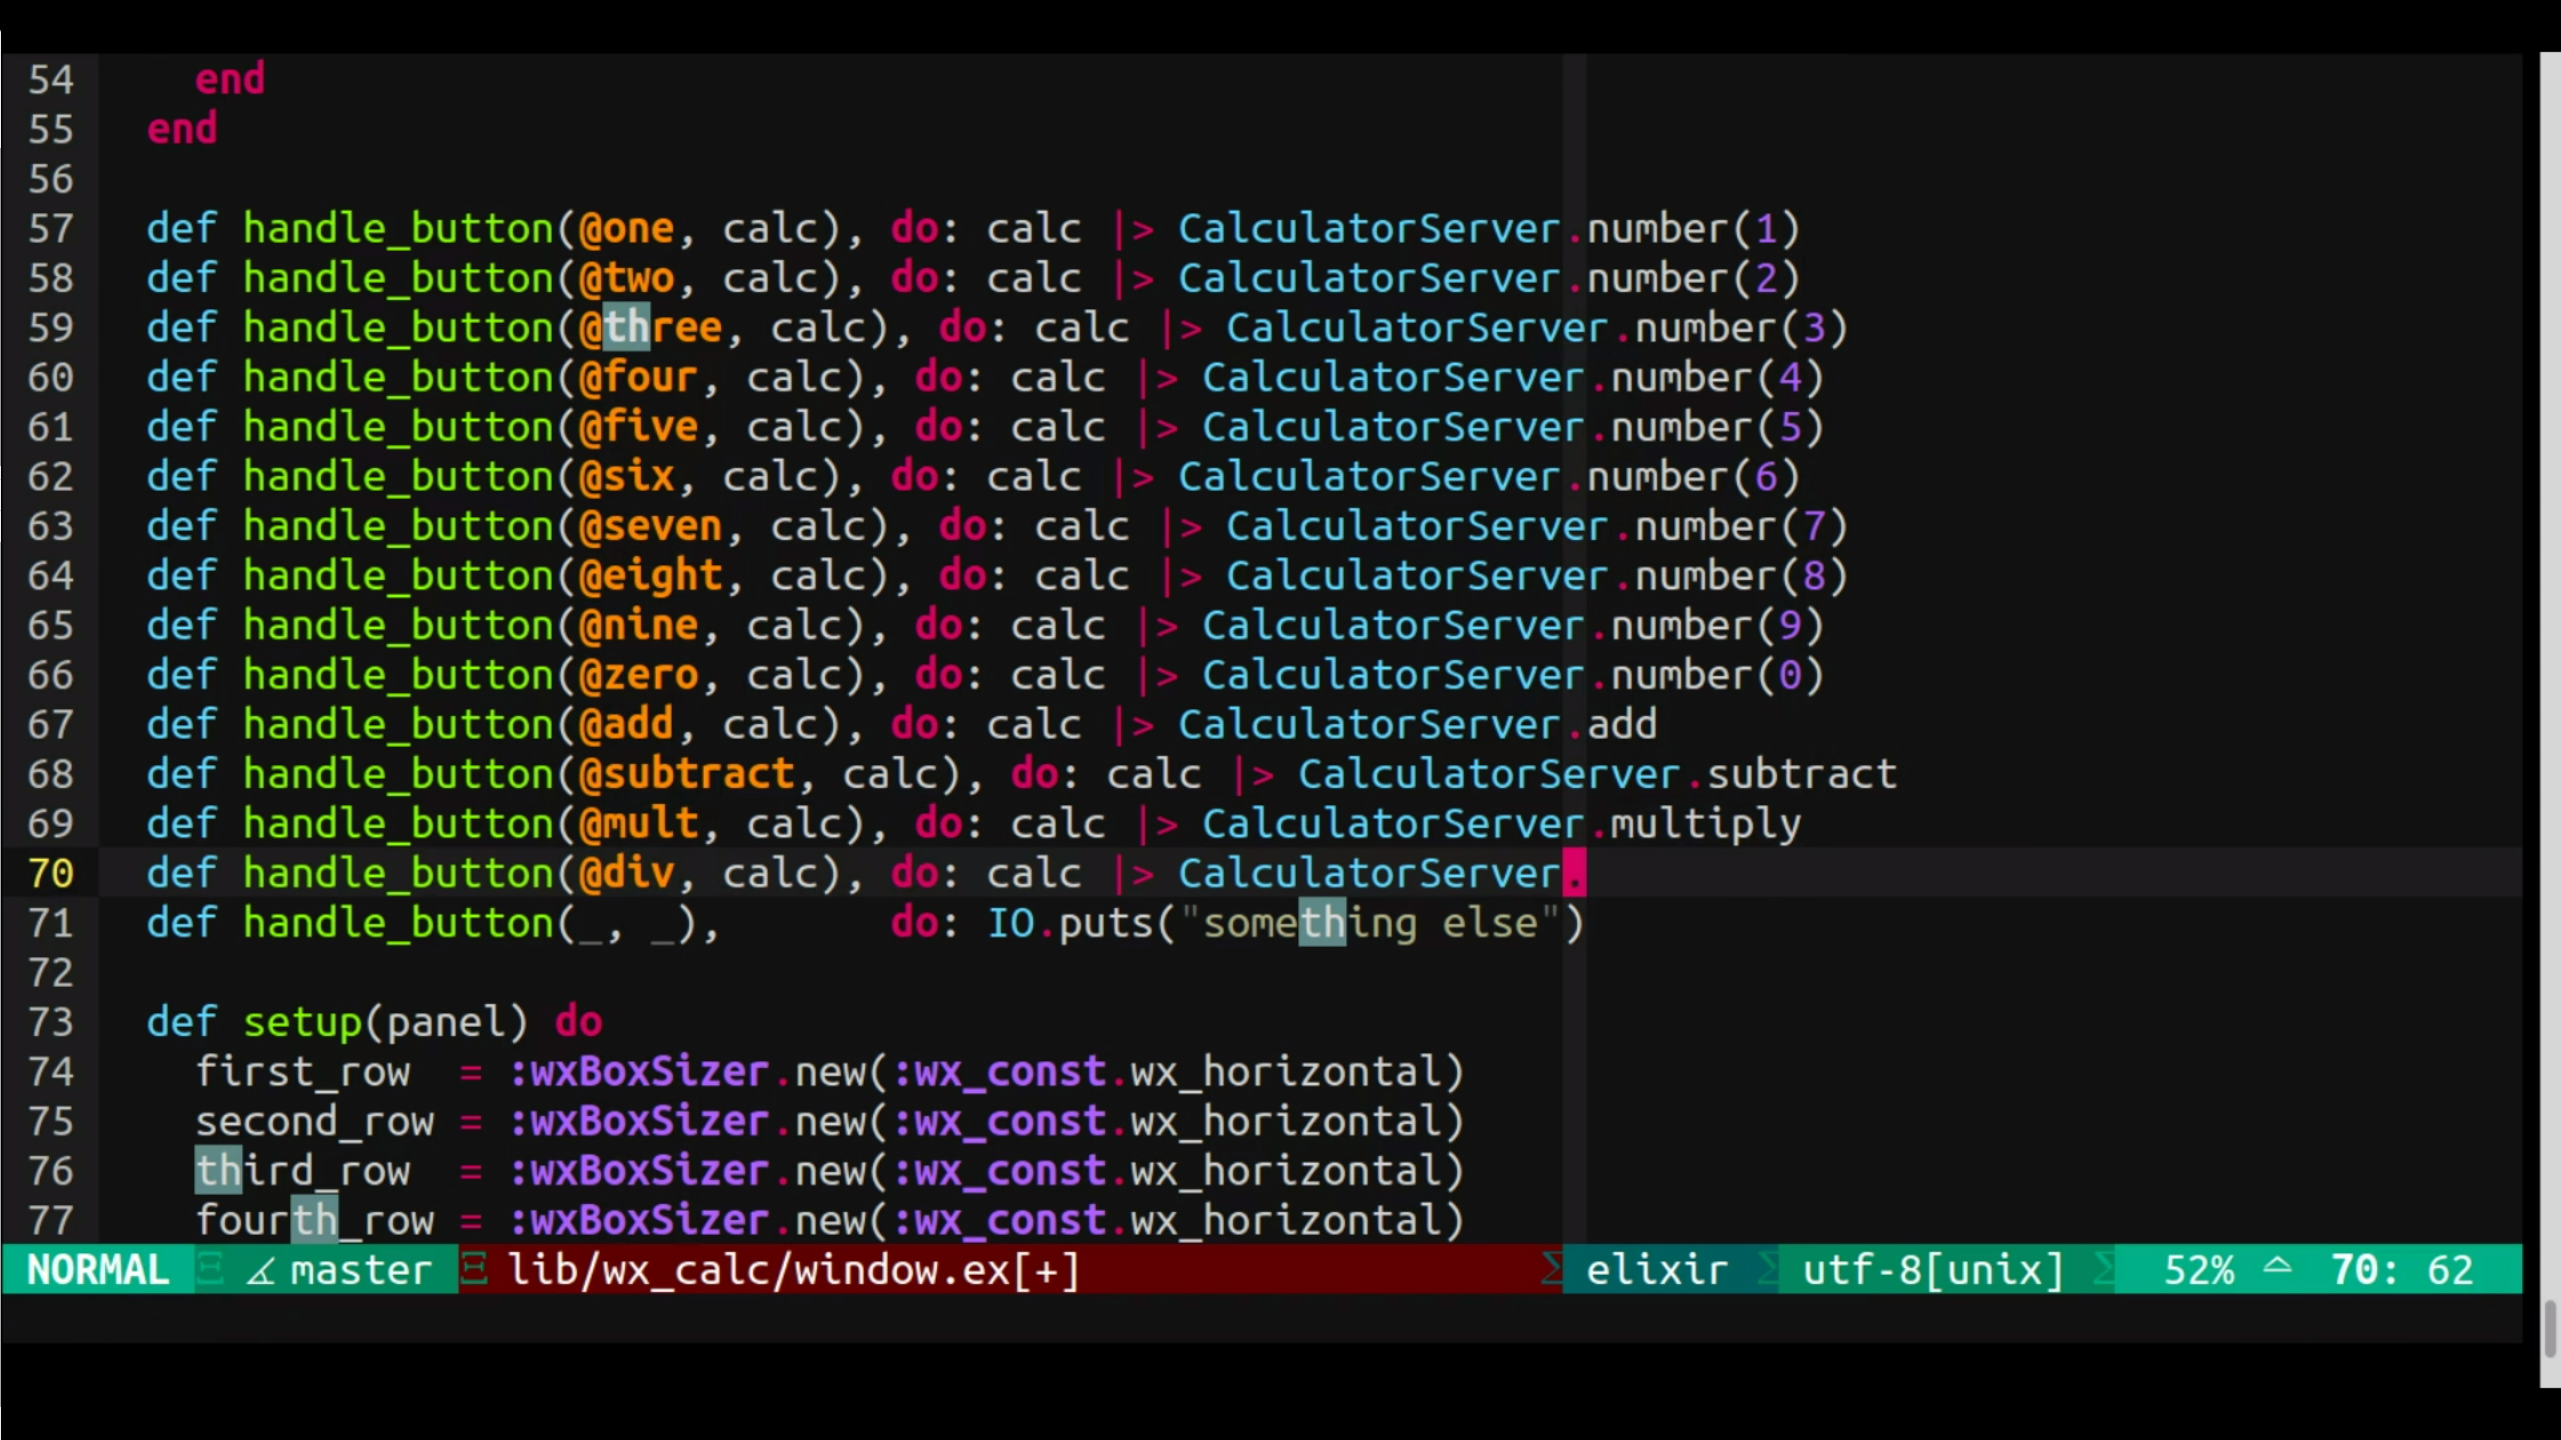 54     end
55   end
56
57   def handle_button(@one, calc), do: calc |> CalculatorServer.number(1)
58   def handle_button(@two, calc), do: calc |> CalculatorServer.number(2)
59   def handle_button(@three, calc), do: calc |> CalculatorServer.number(3)
60   def handle_button(@four, calc), do: calc |> CalculatorServer.number(4)
61   def handle_button(@five, calc), do: calc |> CalculatorServer.number(5)
62   def handle_button(@six, calc), do: calc |> CalculatorServer.number(6)
63   def handle_button(@seven, calc), do: calc |> CalculatorServer.number(7)
64   def handle_button(@eight, calc), do: calc |> CalculatorServer.number(8)
65   def handle_button(@nine, calc), do: calc |> CalculatorServer.number(9)
66   def handle_button(@zero, calc), do: calc |> CalculatorServer.number(0)
67   def handle_button(@add, calc), do: calc |> CalculatorServer.add
68   def handle_button(@subtract, calc), do: calc |> CalculatorServer.subtract
69   def handle_button(@mult, calc), do: calc |> CalculatorServer.multiply
70   def handle_button(@div, calc), do: calc |> CalculatorServer.
71   def handle_button(_, _),       do: IO.puts("something else")
72
73   def setup(panel) do
74     first_row  = :wxBoxSizer.new(:wx_const.wx_horizontal)
75     second_row = :wxBoxSizer.new(:wx_const.wx_horizontal)
76     third_row  = :wxBoxSizer.new(:wx_const.wx_horizontal)
77     fourth_row = :wxBoxSizer.new(:wx_const.wx_horizontal)
NORMAL Ξ ∡ master Ξ lib/wx_calc/window.ex[+] Σ elixir Σ utf-8[unix] Σ 52% 70: 62